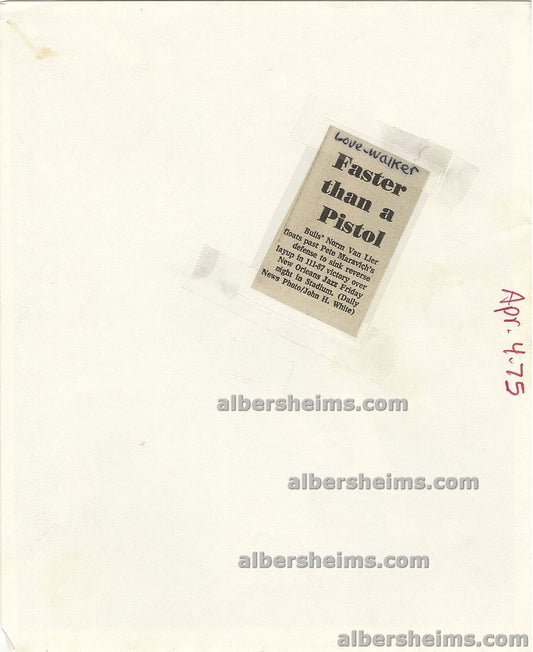 Love-Walker
Faster
than a
Pistol
Bulls' Norm Van Lier
floats past Pete Maravich's
defense to sink reverse
layup in 111-87 victory over
New Orleans Jazz Friday
night in Stadium. (Daily
News Photo/John H. White)
Apr. 4.75
albersheims.com
albersheims.com
albersheims.com
albersheims.com